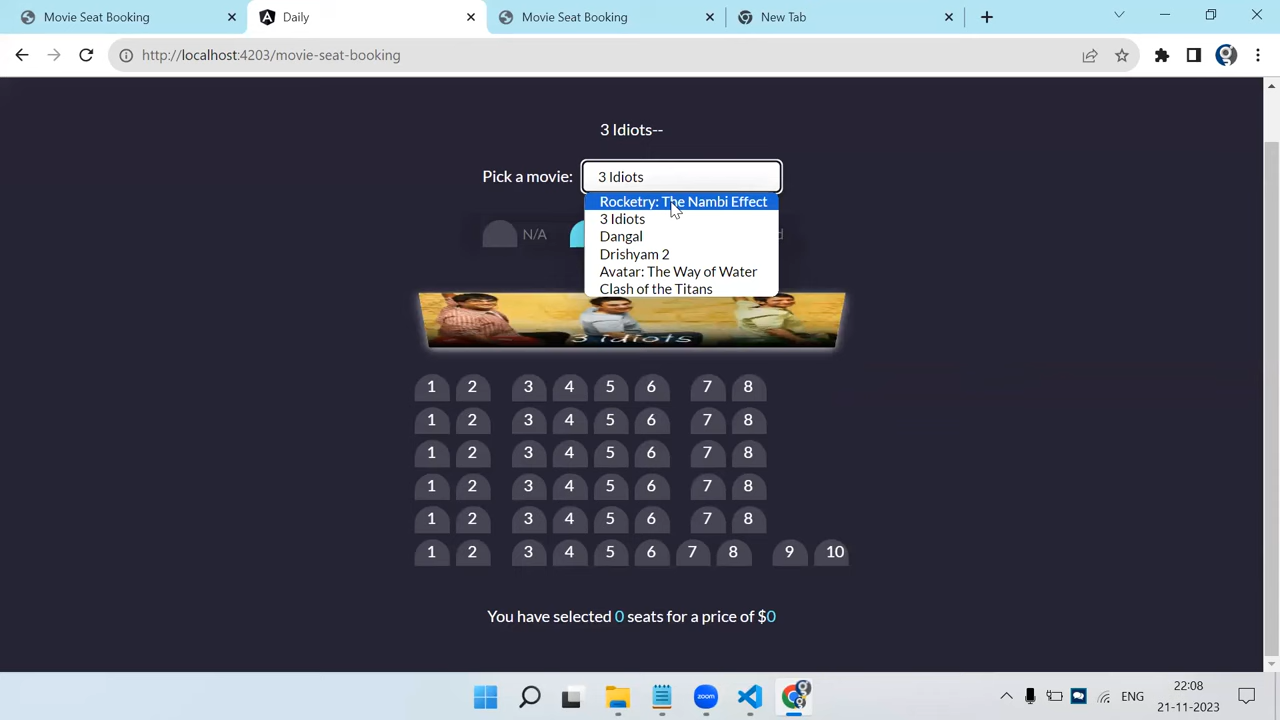 Movie Seat Booking
Daily
Movie Seat Booking
New Tab
http://localhost:4203/movie-seat-booking
3 Idiots--
Pick a movie: 3 Idiots
Rocketry: The Nambi Effect
3 Idiots
Dangal
Drishyam 2
Avatar: The Way of Water
Clash of the Titans
N/A
3 idiots
1 2 3 4 5 6 7 8
1 2 3 4 5 6 7 8
1 2 3 4 5 6 7 8
1 2 3 4 5 6 7 8
1 2 3 4 5 6 7 8
1 2 3 4 5 6 7 8 9 10
You have selected 0 seats for a price of $0
zoom
ENG
22:08
21-11-2023